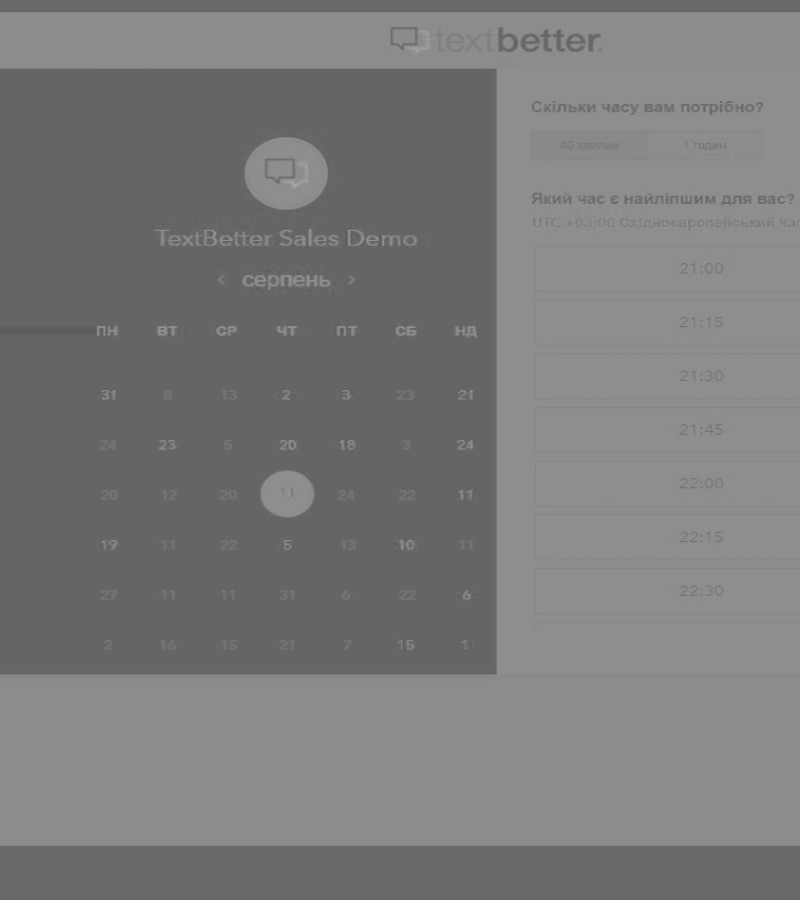 textbetter.
TextBetter Sales Demo
< серпень >
ПН ВТ СР ЧТ ПТ СБ НД
31 8 13 2 3 23 21
24 23 5 20 18 3 24
20 12 20 11 24 22 11
19 11 22 5 13 10 11
27 11 11 31 6 22 6
2 16 15 21 7 15 1
Скільки часу вам потрібно?
40 хвилин 1 годин
Який час є найліпшим для вас?
UTC +03:00 Східноєвропейський
21:00
21:15
21:30
21:45
22:00
22:15
22:30